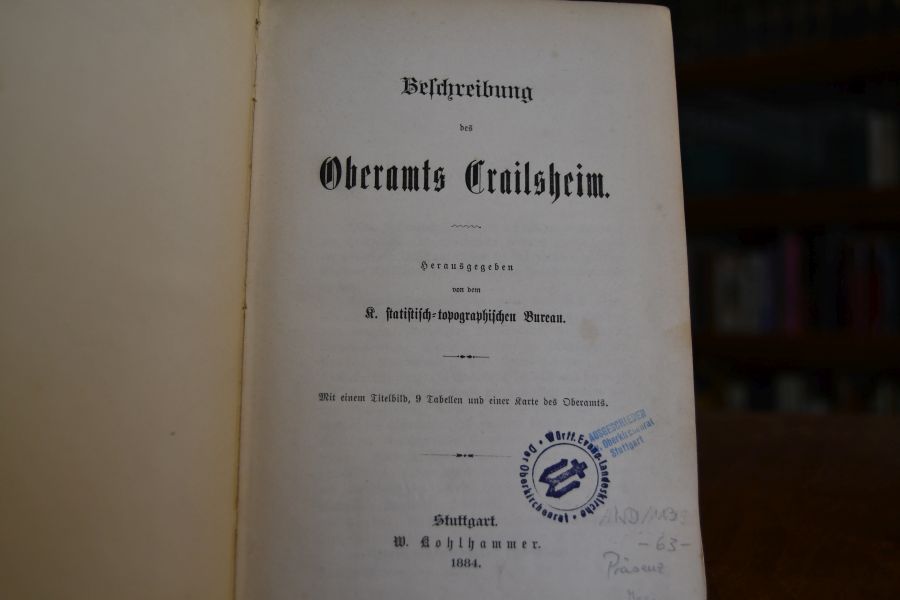 Beschreibung
des
Oberamts Crailsheim.
Herausgegeben
von dem
K. statistisch-topographischen Bureau.
Mit einem Titelbild, 9 Tabellen und einer Karte des Oberamts.
AUSGESCHIEDEN
Oberkirchenrat
Stuttgart
Württ. Evang. Landeskirche • Der Oberkirchenrat •
Stuttgart.
W. Kohlhammer.
1884.
-63-
Präsenz